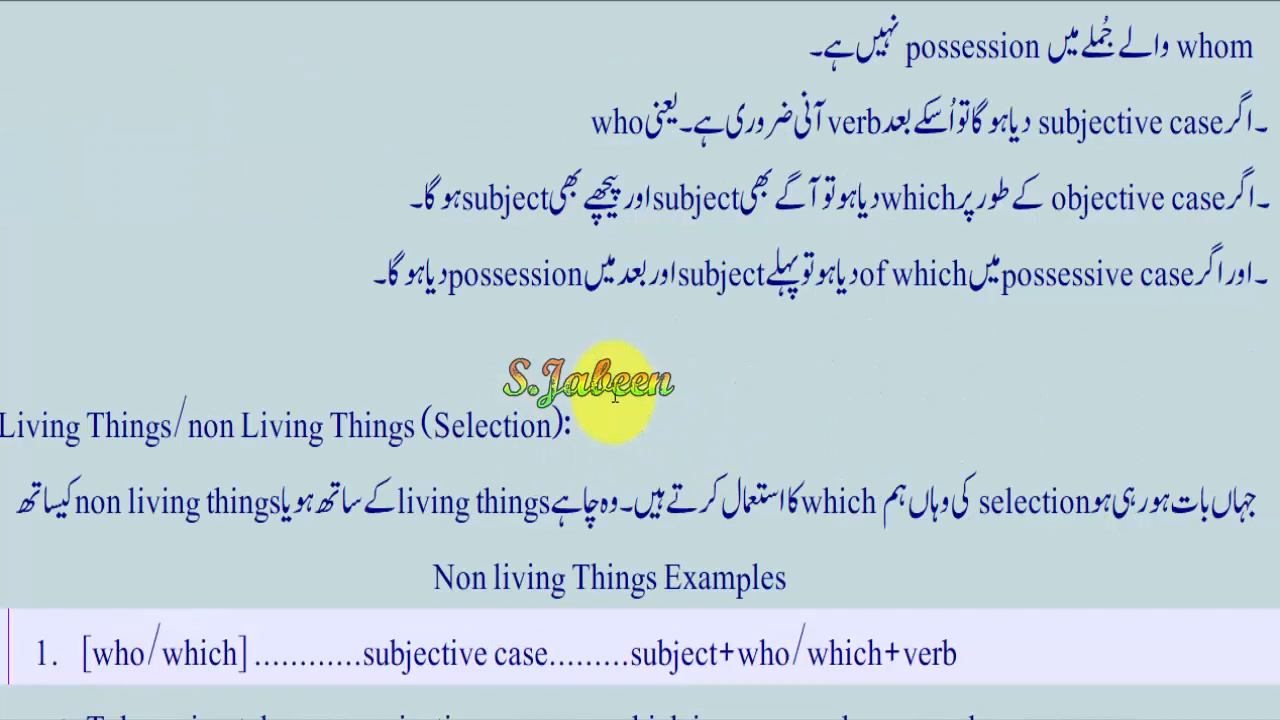 whom والے جُملے میں possession نہیں ہے۔
۔اگر subjective case دیا ہو گا تو اُسکے بعد verb آنی ضروری ہے۔ یعنی who
۔اگر objective case کے طور پر which دیا ہو تو آگے بھی subject اور پیچھے بھی subject ہو گا۔
۔اور اگر possessive case میں of which دیا ہو تو پہلے subject اور بعد میں possession دیا ہو گا۔
S.Jabeen
Living Things/non Living Things (Selection):
جہاں بات ہو رہی ہو selection کی وہاں ہم which کا استعمال کرتے ہیں۔ وہ چاہے living things کے ساتھ ہو یا non living things کیساتھ
Non living Things Examples
1. [who/which] ............subjective case.........subject+who/which+verb